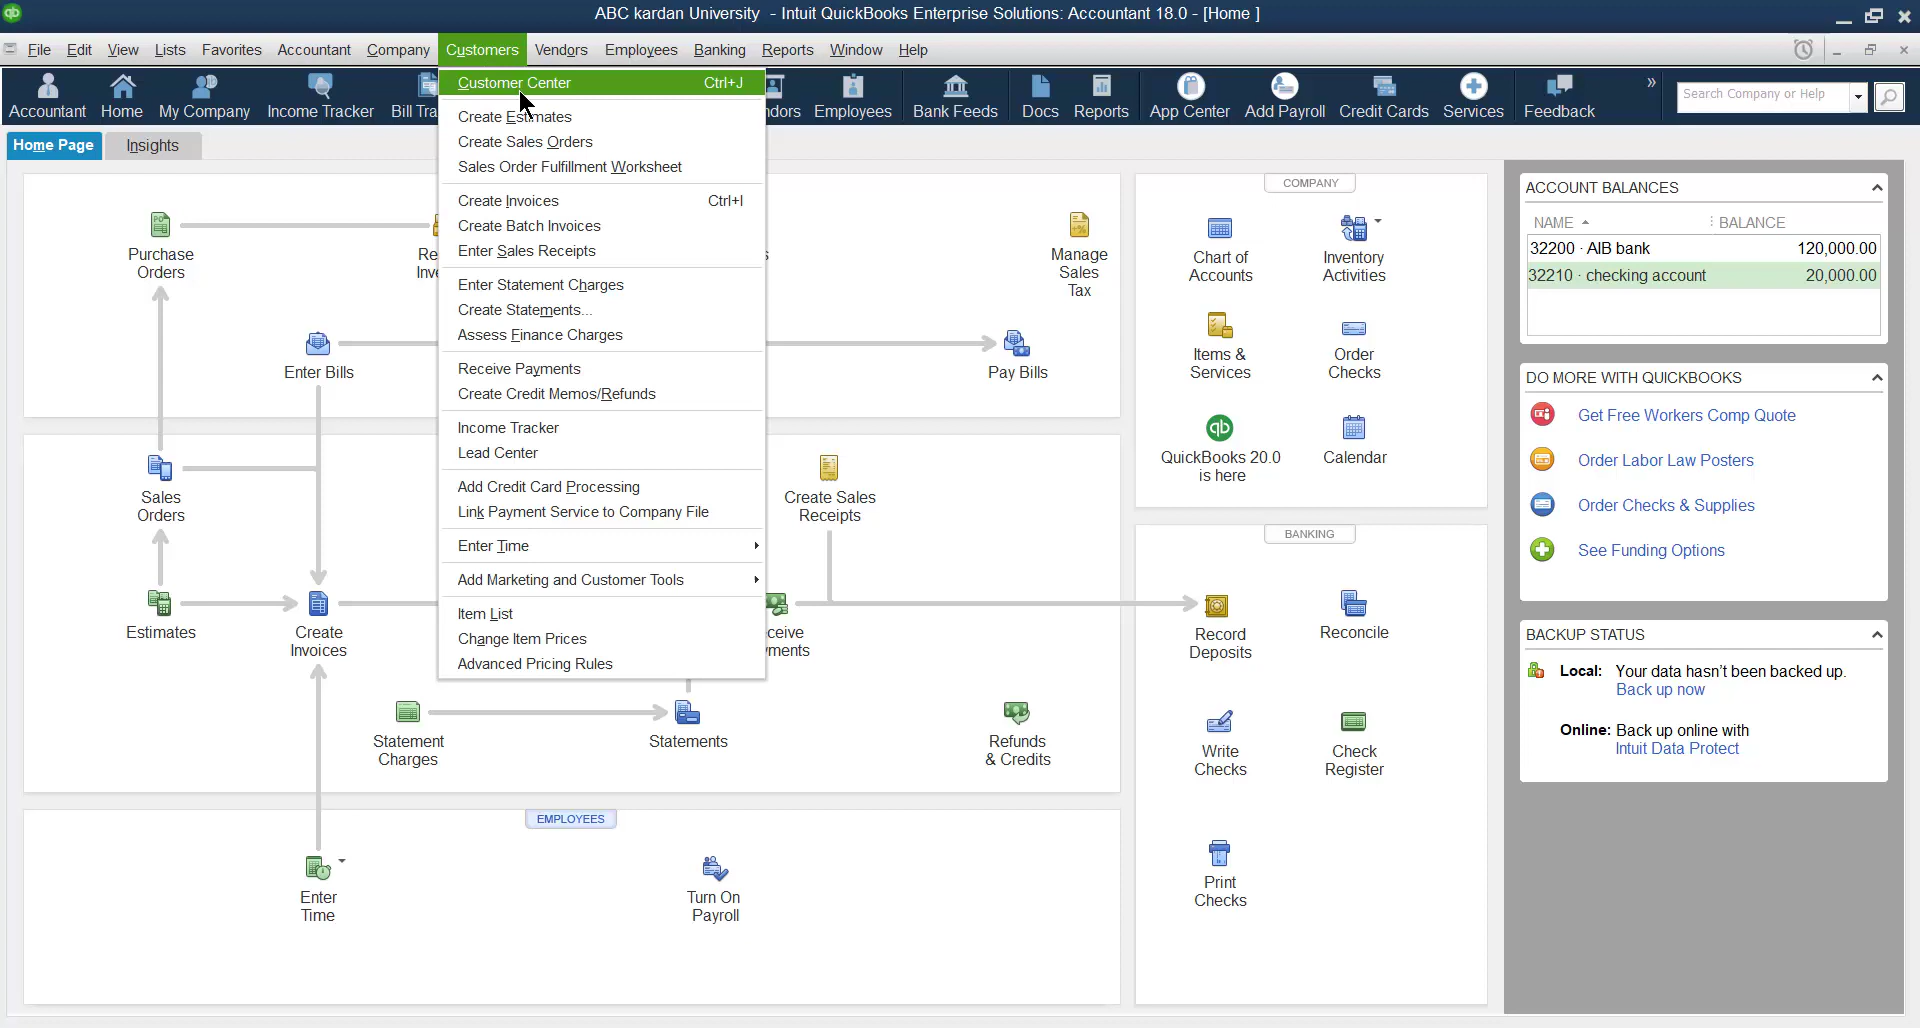 ABC kardan University - Intuit QuickBooks Enterprise Solutions: Accountant 18.0 - [Home ]
File Edit View Lists Favorites Accountant Company Customers Vendors Employees Banking Reports Window Help
Accountant Home My Company Income Tracker Bill Tra dors Employees Bank Feeds Docs Reports App Center Add Payroll Credit Cards Services Feedback » Search Company or Help
Home Page Insights
Customer Center Ctrl+J
Create Estimates
Create Sales Orders
Sales Order Fulfillment Worksheet
Create Invoices Ctrl+I
Create Batch Invoices
Enter Sales Receipts
Enter Statement Charges
Create Statements...
Assess Finance Charges
Receive Payments
Create Credit Memos/Refunds
Income Tracker
Lead Center
Add Credit Card Processing
Link Payment Service to Company File
Enter Time
Add Marketing and Customer Tools
Item List
Change Item Prices
Advanced Pricing Rules
Purchase
Orders
Re
Inve
Manage
Sales
Tax
Enter Bills
Pay Bills
Sales
Orders
Create Sales
Receipts
Estimates
Create
Invoices
ceive
ments
Statement
Charges
Statements
Refunds
& Credits
EMPLOYEES
Enter
Time
Turn On
Payroll
COMPANY
Chart of
Accounts
Inventory
Activities
Items &
Services
Order
Checks
QuickBooks 20.0
is here
Calendar
BANKING
Record
Deposits
Reconcile
Write
Checks
Check
Register
Print
Checks
ACCOUNT BALANCES
NAME BALANCE
32200 · AIB bank 120,000.00
32210 · checking account 20,000.00
DO MORE WITH QUICKBOOKS
Get Free Workers Comp Quote
Order Labor Law Posters
Order Checks & Supplies
See Funding Options
BACKUP STATUS
Local: Your data hasn't been backed up.
Back up now
Online: Back up online with
Intuit Data Protect